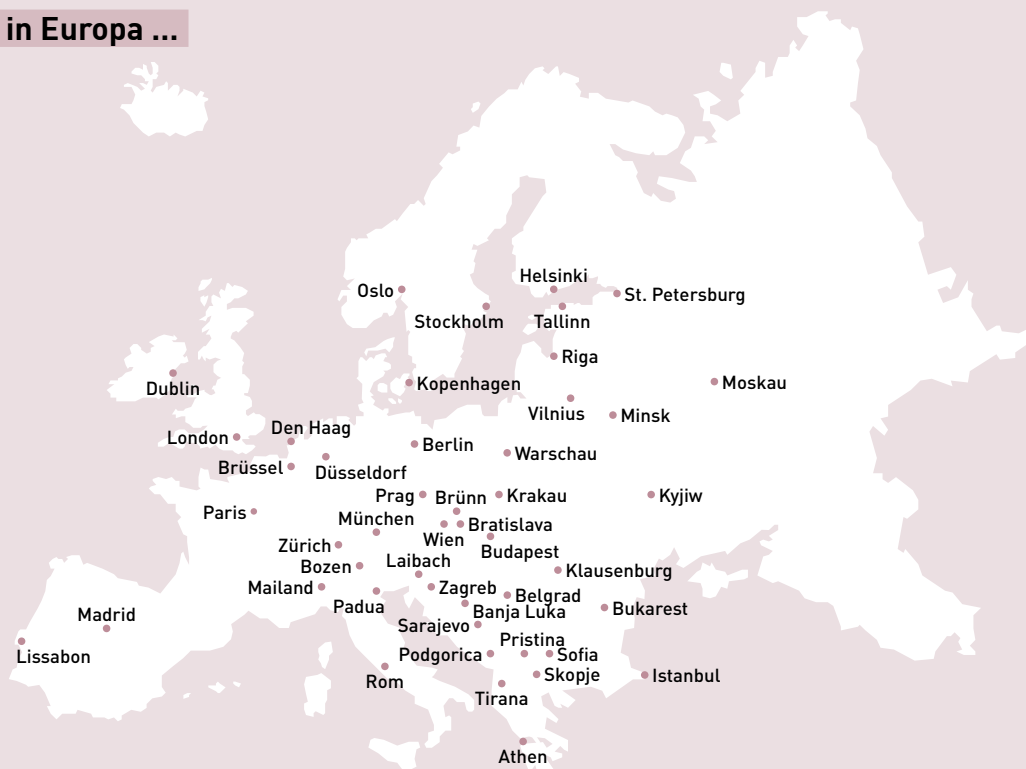 in Europa ...
Helsinki
Oslo
St. Petersburg
Stockholm
Tallinn
Riga
Dublin
Kopenhagen
Moskau
Vilnius
Minsk
London
Den Haag
Berlin
Warschau
Brüssel
Düsseldorf
Prag
Brünn
Krakau
Kyjiw
Paris
München
Bratislava
Wien
Zürich
Budapest
Bozen
Laibach
Klausenburg
Mailand
Zagreb
Belgrad
Padua
Banja Luka
Bukarest
Madrid
Sarajevo
Pristina
Lissabon
Podgorica
Sofia
Rom
Skopje
Istanbul
Tirana
Athen